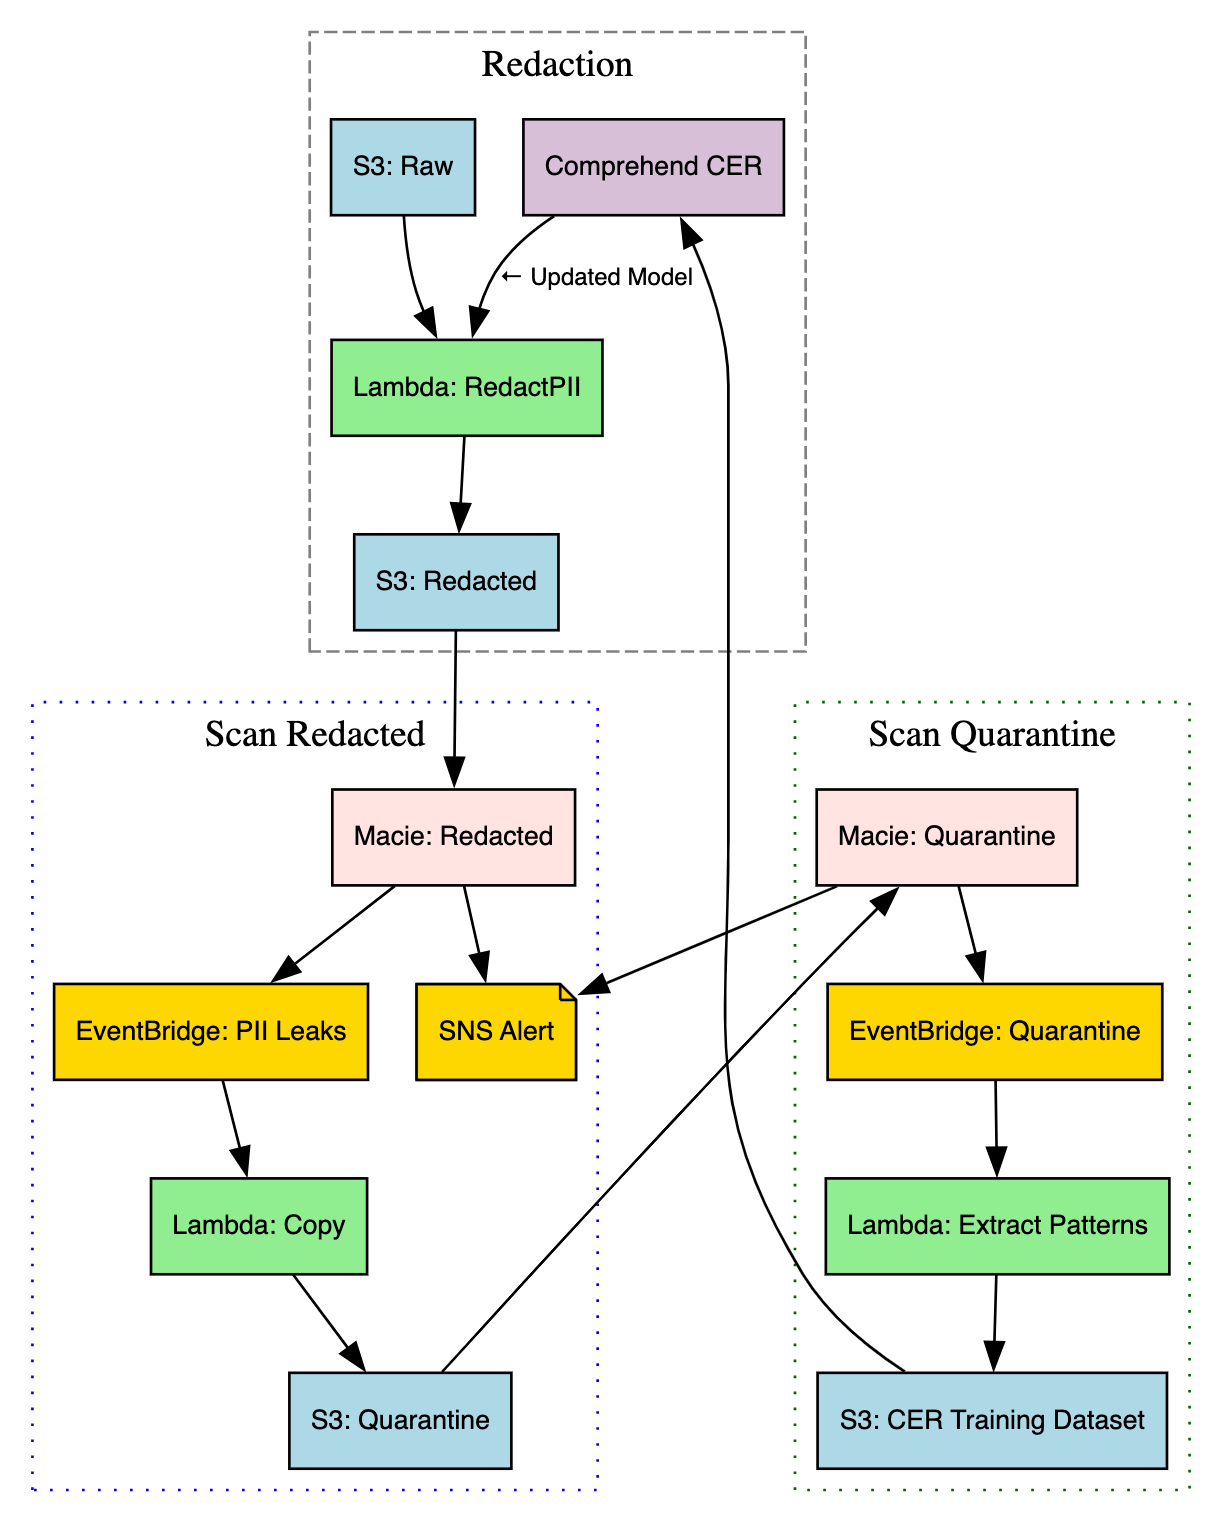 Redaction
S3: Raw
Comprehend CER
← Updated Model
Lambda: RedactPII
S3: Redacted
Scan Redacted
Scan Quarantine
Macie: Redacted
Macie: Quarantine
EventBridge: PII Leaks
SNS Alert
EventBridge: Quarantine
Lambda: Copy
Lambda: Extract Patterns
S3: Quarantine
S3: CER Training Dataset